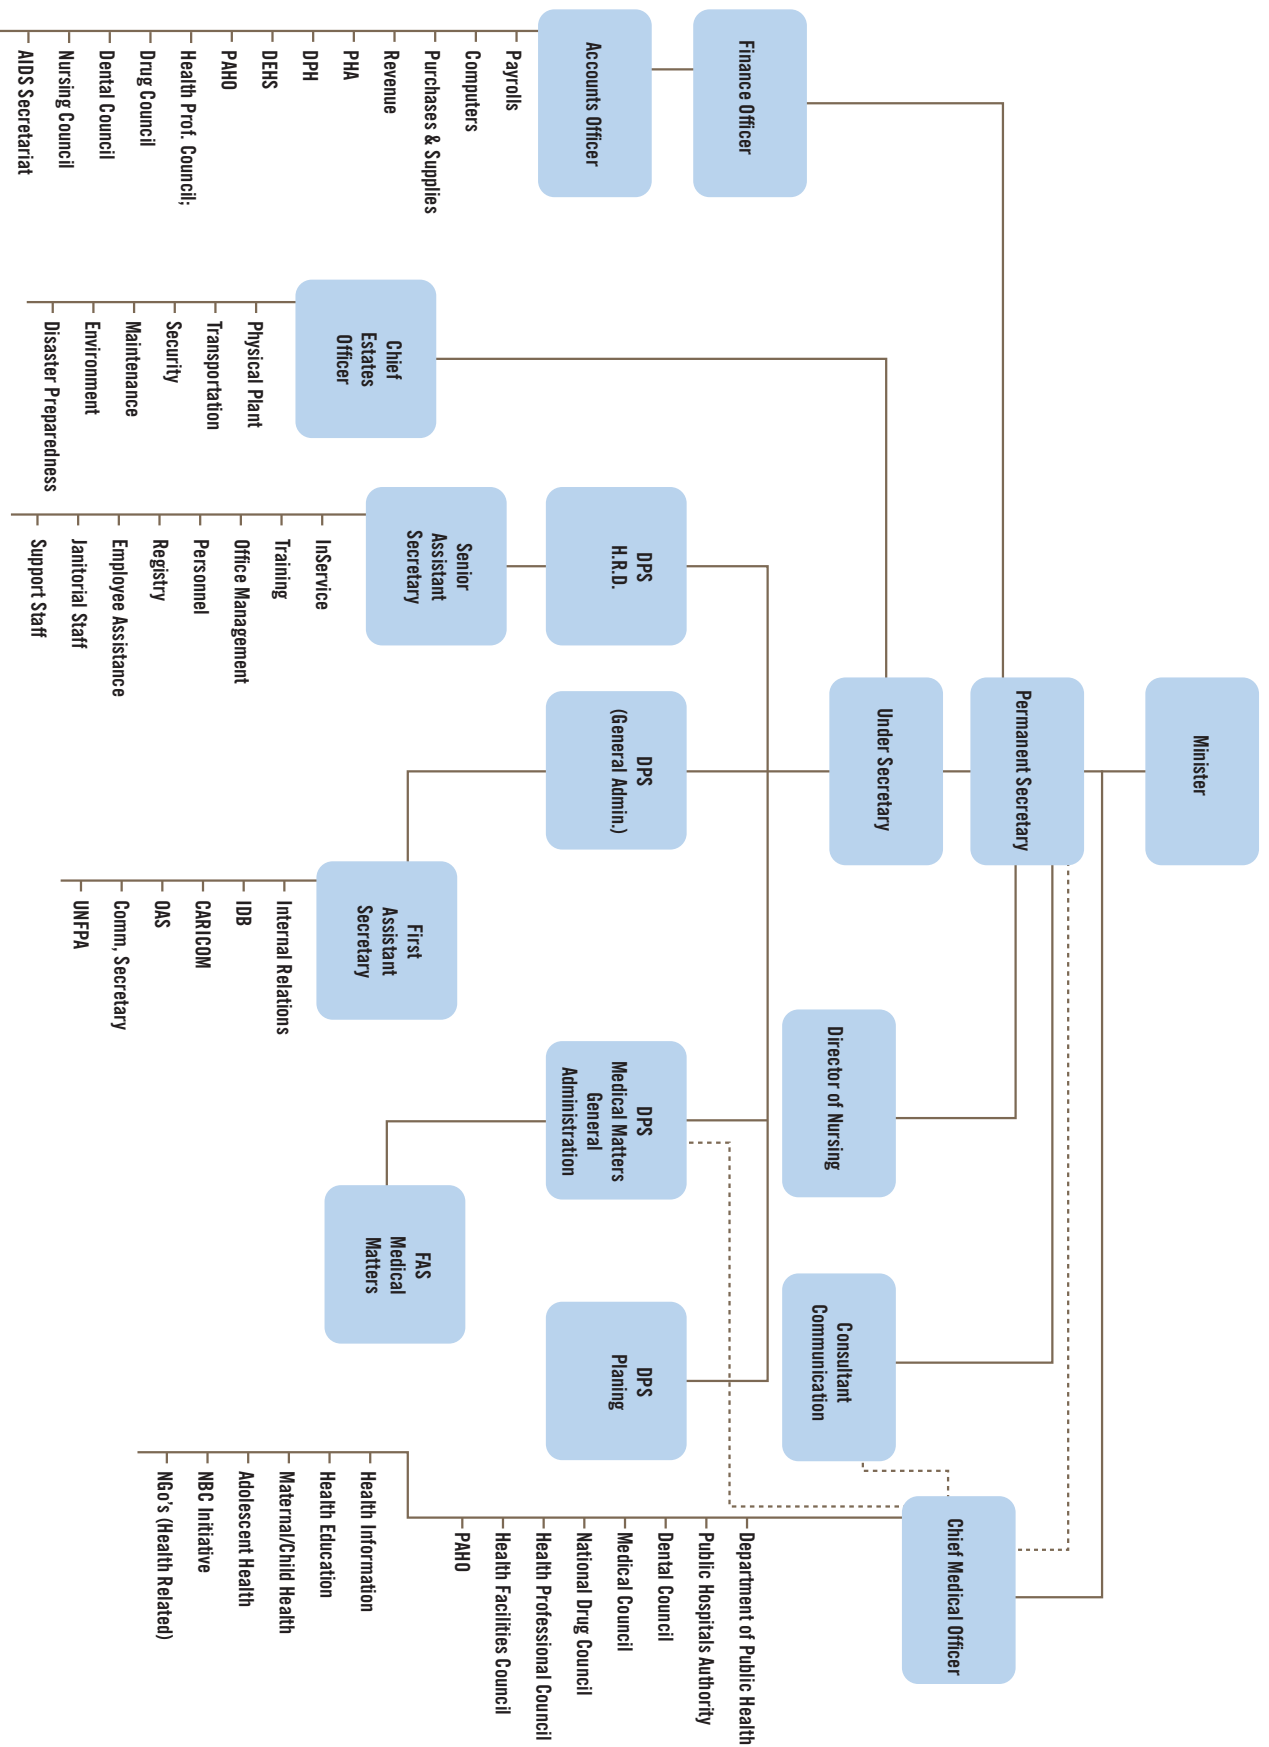 Minister
Permanent Secretary
Under Secretary
Finance Officer
Accounts Officer
Payrolls
Computers
Purchases & Supplies
Revenue
PHA
DPH
DEHS
PAHO
Health Prof. Council;
Drug Council
Dental Council
Nursing Council
AIDS Secretariat
Chief
Estates
Officer
Physical Plant
Transportation
Security
Maintenance
Environment
Disaster Preparedness
DPS
H.R.D.
Senior
Assistant
Secretary
InService
Training
Office Management
Personnel
Registry
Employee Assistance
Janitorial Staff
Support Staff
DPS
(General Admin.)
First
Assistant
Secretary
Internal Relations
IDB
CARICOM
OAS
Comm, Secretary
UNFPA
Director of Nursing
DPS
Medical Matters
General
Administration
FAS
Medical
Matters
Consultant
Communication
DPS
Planing
Chief Medical Officer
Department of Public Health
Public Hospitals Authority
Dental Council
Medical Council
National Drug Council
Health Professional Council
Health Facilities Council
PAHO
Health Information
Health Education
Maternal/Child Health
Adolescent Health
NBC Initiative
NGo's (Health Related)